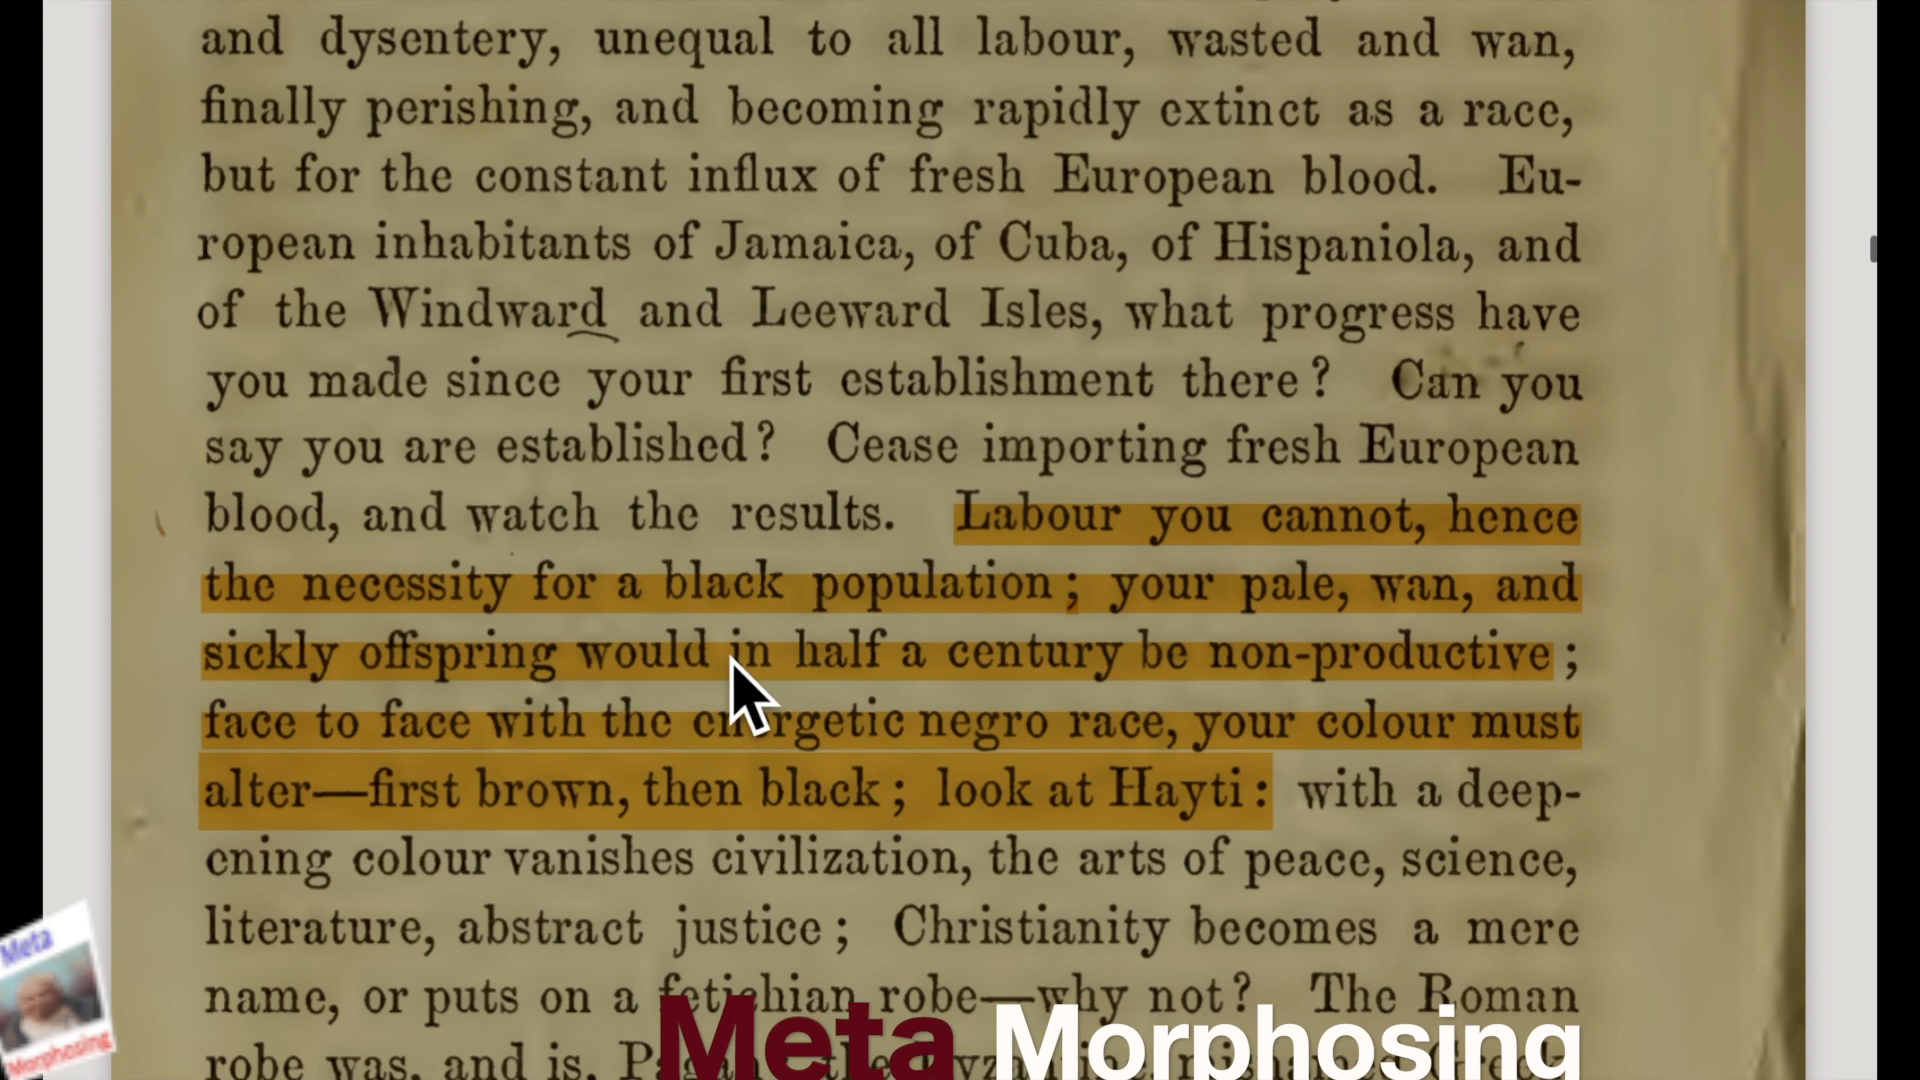 and dysentery, unequal to all labour, wasted and wan,
finally perishing, and becoming rapidly extinct as a race,
but for the constant influx of fresh European blood. Eu-
ropean inhabitants of Jamaica, of Cuba, of Hispaniola, and
of the Windward and Leeward Isles, what progress have
you made since your first establishment there? Can you
say you are established? Cease importing fresh European
blood, and watch the results. Labour you cannot, hence
the necessity for a black population; your pale, wan, and
sickly offspring would in half a century be non-productive;
face to face with the energetic negro race, your colour must
alter—first brown, then black; look at Hayti: with a deep-
ening colour vanishes civilization, the arts of peace, science,
literature, abstract justice; Christianity becomes a mere
name, or puts on a fetichian robe—why not? The Roman
robe was, and is,
Meta Morphosing
Meta
Morphosing